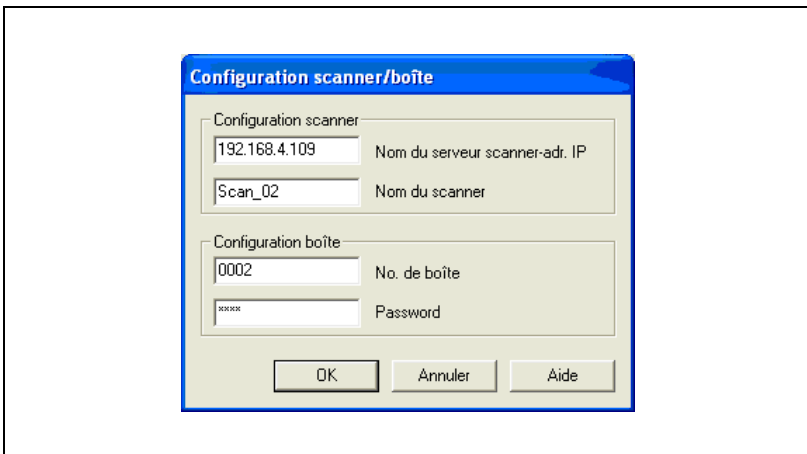 Configuration scanner/boîte
Configuration scanner
192.168.4.109 Nom du serveur scanner-adr. IP
Scan_02 Nom du scanner
Configuration boîte
0002 No. de boîte
**** Password
OK Annuler Aide